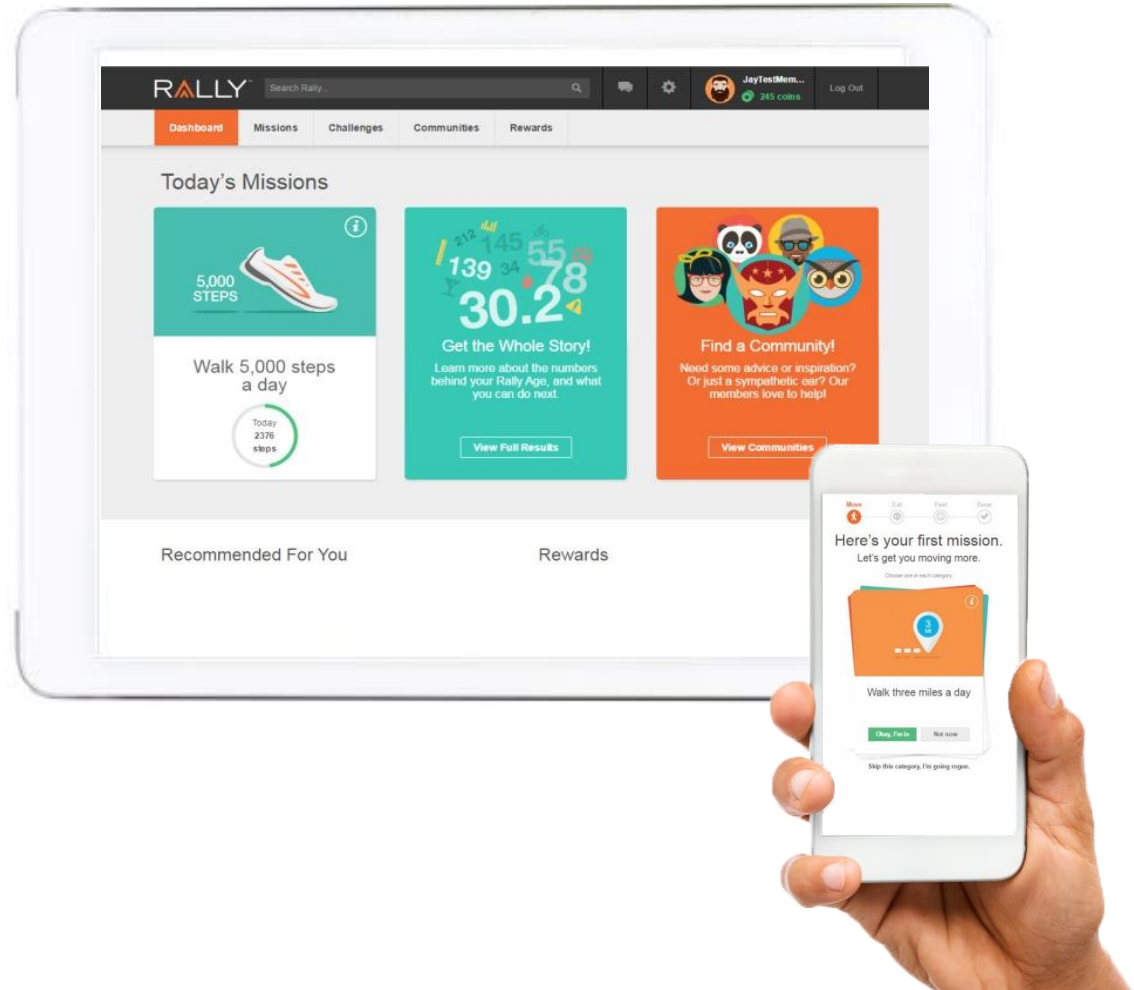 RALLY
Search Rally..
JayTestMem...
245 coins
Log Out
Dashboard
Missions
Challenges
Communities
Rewards
Today's Missions
5,000
STEPS
Walk 5,000 steps
a day
Today
2376
steps
212
145
55
139
34
78
30.2
Get the Whole Story!
Learn more about the numbers
behind your Rally Age, and what
you can do next.
View Full Results
Find a Community!
Need some advice or inspiration?
Or just a sympathetic ear? Our
members love to help!
View Communities
Recommended For You
Rewards
Move
Eat
Feel
Done
Here's your first mission.
Let's get you moving more.
Choose one in each category
3
MI
Walk three miles a day
Okay, I'm in
Not now
Skip this category, I'm going rogue.